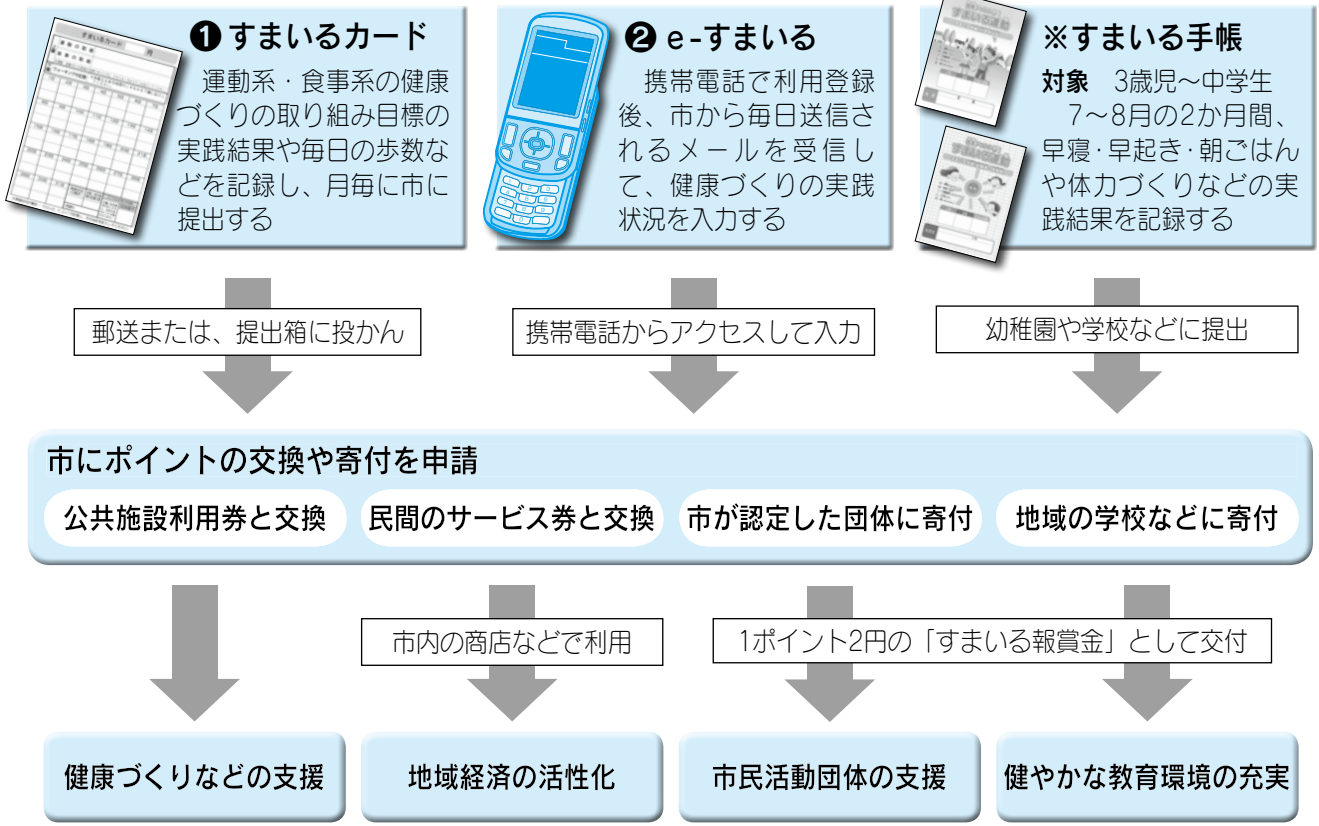 ❶すまいるカード
運動系・食事系の健康
づくりの取り組み目標の
実践結果や毎日の歩数な
どを記録し、月毎に市に
提出する
❷e-すまいる
携帯電話で利用登録
後、市から毎日送信さ
れるメールを受信し
て、健康づくりの実践
状況を入力する
※すまいる手帳
対象 3歳児〜中学生
7〜8月の2か月間、
早寝・早起き・朝ごはん
や体力づくりなどの実
践結果を記録する
すまいるカード 月
郵送または、提出箱に投かん
携帯電話からアクセスして入力
幼稚園や学校などに提出
市にポイントの交換や寄付を申請
公共施設利用券と交換
民間のサービス券と交換
市が認定した団体に寄付
地域の学校などに寄付
市内の商店などで利用
1ポイント2円の「すまいる報賞金」として交付
健康づくりなどの支援
地域経済の活性化
市民活動団体の支援
健やかな教育環境の充実